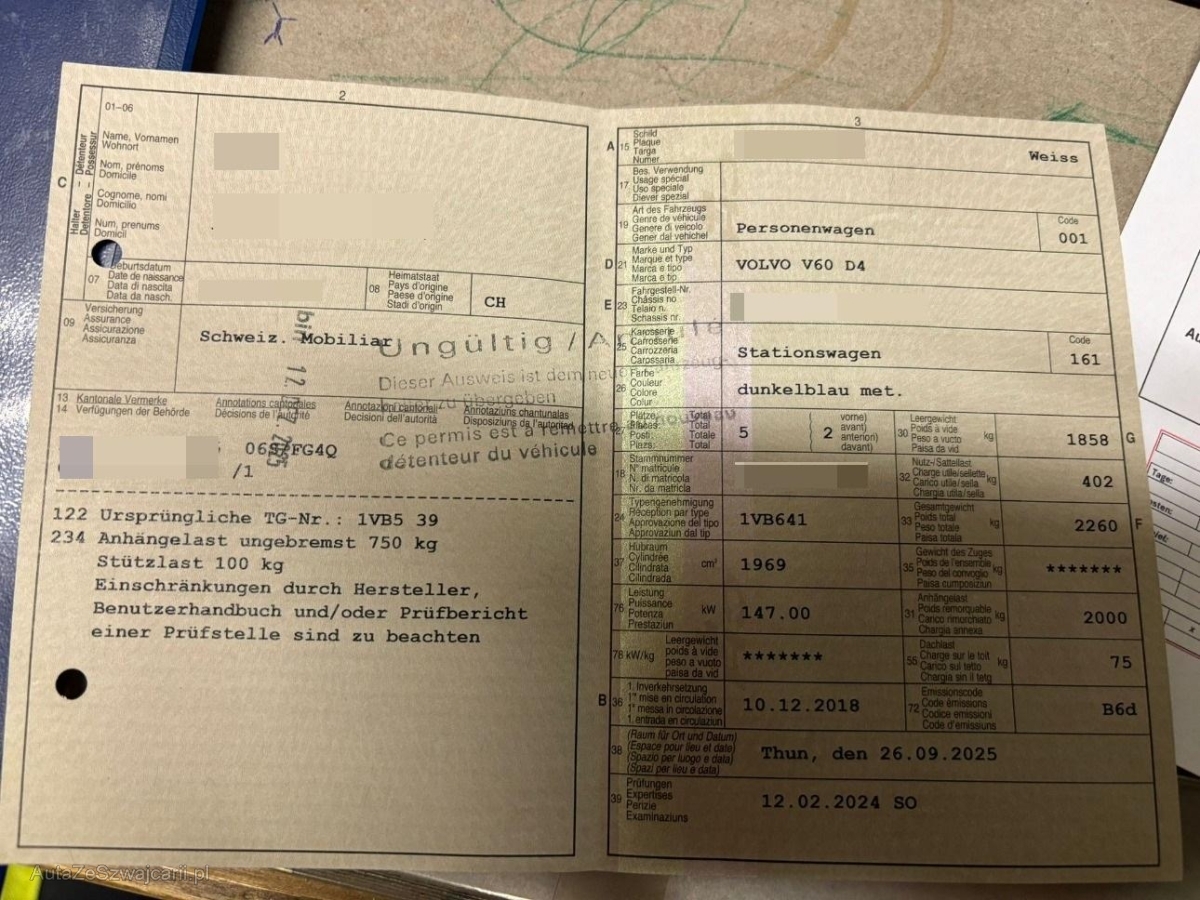 2
01-06
C
Halter – Détenteur
Detentore – Possessur
Name, Vornamen
Wohnort
Nom, prénoms
Domicile
Cognome, nomi
Domicilio
Num, prenums
Domicil
07
Geburtsdatum
Date de naissance
Data di nascita
Data da nasch.
08
Heimatstaat
Pays d'origine
Paese d'origine
Stadi d'origin
CH
09
Versicherung
Assurance
Assicurazione
Assicuranza
Schweiz. Mobiliar
Ungültig /
Dieser Ausweis ist dem neuen
zu übergeben
Ce permis est à remettre au nouveau
détenteur du véhicule
13 Kantonale Vermerke
14 Verfügungen der Behörde
Annotations cantonales
Décisions de l'autorité
Annotazioni cantonali
Decisioni dell'autorità
Annotaziuns chantunalas
Disposiziuns da l'autoritad
/1
122 Ursprüngliche TG-Nr.: 1VB5 39
234 Anhängelast ungebremst 750 kg
Stützlast 100 kg
Einschränkungen durch Hersteller,
Benutzerhandbuch und/oder Prüfbericht
einer Prüfstelle sind zu beachten
3
A 15
Schild
Plaque
Targa
Numer
Weiss
17
Bes. Verwendung
Usage spécial
Uso speciale
Diever spezial
19
Art des Fahrzeugs
Genre de véhicule
Genere di veicolo
Gener dal vehichel
Personenwagen
Code
001
D 21
Marke und Typ
Marque et type
Marca e tipo
Marca e tip
VOLVO V60 D4
E 23
Fahrgestell-Nr.
Châssis no
Telaio n.
Schassis nr.
25
Karosserie
Carrosserie
Carrozzeria
Carossaria
Stationswagen
Code
161
26
Farbe
Couleur
Colore
Colur
dunkelblau met.
Plätze Total
Places Total
Posti Totale
Plazs: Total
5
2
vorne)
avant)
anteriori)
davant)
30
Leergewicht
Poids à vide
Peso a vuoto
Paisa da vid
kg
1858
G
18
Stammnummer
N° matricule
N. di matricola
Nr. da matricla
32
Nutz-/Sattellast
Charge utile/sellette
Carico utile/sella
Chargia utila/sella
kg
402
24
Typengenehmigung
Réception par type
Approvazione del tipo
Approvaziun dal tip
1VB641
33
Gesamtgewicht
Poids total
Peso totale
Paisa totala
kg
2260
F
37
Hubraum
Cylindrée
Cilindrata
Cilindrada
cm³
1969
35
Gewicht des Zuges
Poids de l'ensemble
Peso del convoglio
Paisa cumposiziun
kg
*******
76
Leistung
Puissance
Potenza
Prestaziun
kW
147.00
31
Anhängelast
Poids remorquable
Carico rimorchiato
Chargia annexa
kg
2000
78 kW/kg
Leergewicht
poids à vide
peso a vuoto
paisa da vid
*******
55
Dachlast
Charge sur le toit
Carico sul tetto
Chargia sin il tetg
kg
75
B 36
1. Inverkehrsetzung
1re mise en circulation
1a messa in circolazione
1. entrada en circulaziun
10.12.2018
72
Emissionscode
Code émissions
Codice emissioni
Code d'emissiuns
B6d
38
(Raum für Ort und Datum)
(Espace pour lieu et date)
(Spazio per luogo e data)
(Spazi per lieu e data)
Thun, den 26.09.2025
39
Prüfungen
Expertises
Perizie
Examinaziuns
12.02.2024 SO
AutaZeSzwajcarii.pl
Tage: